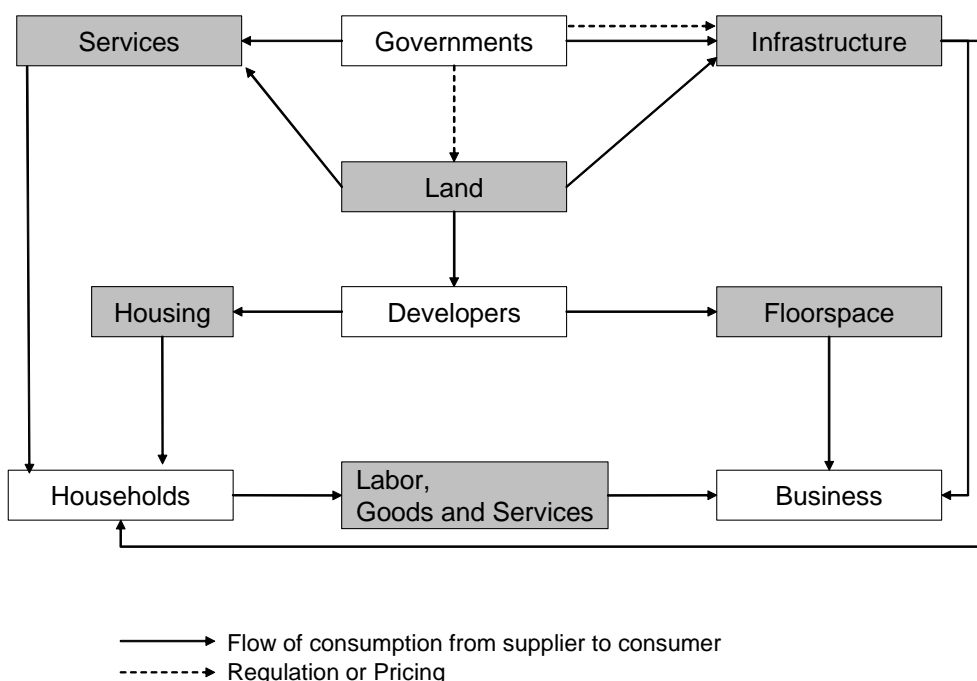 Services
Governments
Infrastructure
Land
Housing
Developers
Floorspace
Households
Labor,
Goods and Services
Business
Flow of consumption from supplier to consumer
Regulation or Pricing